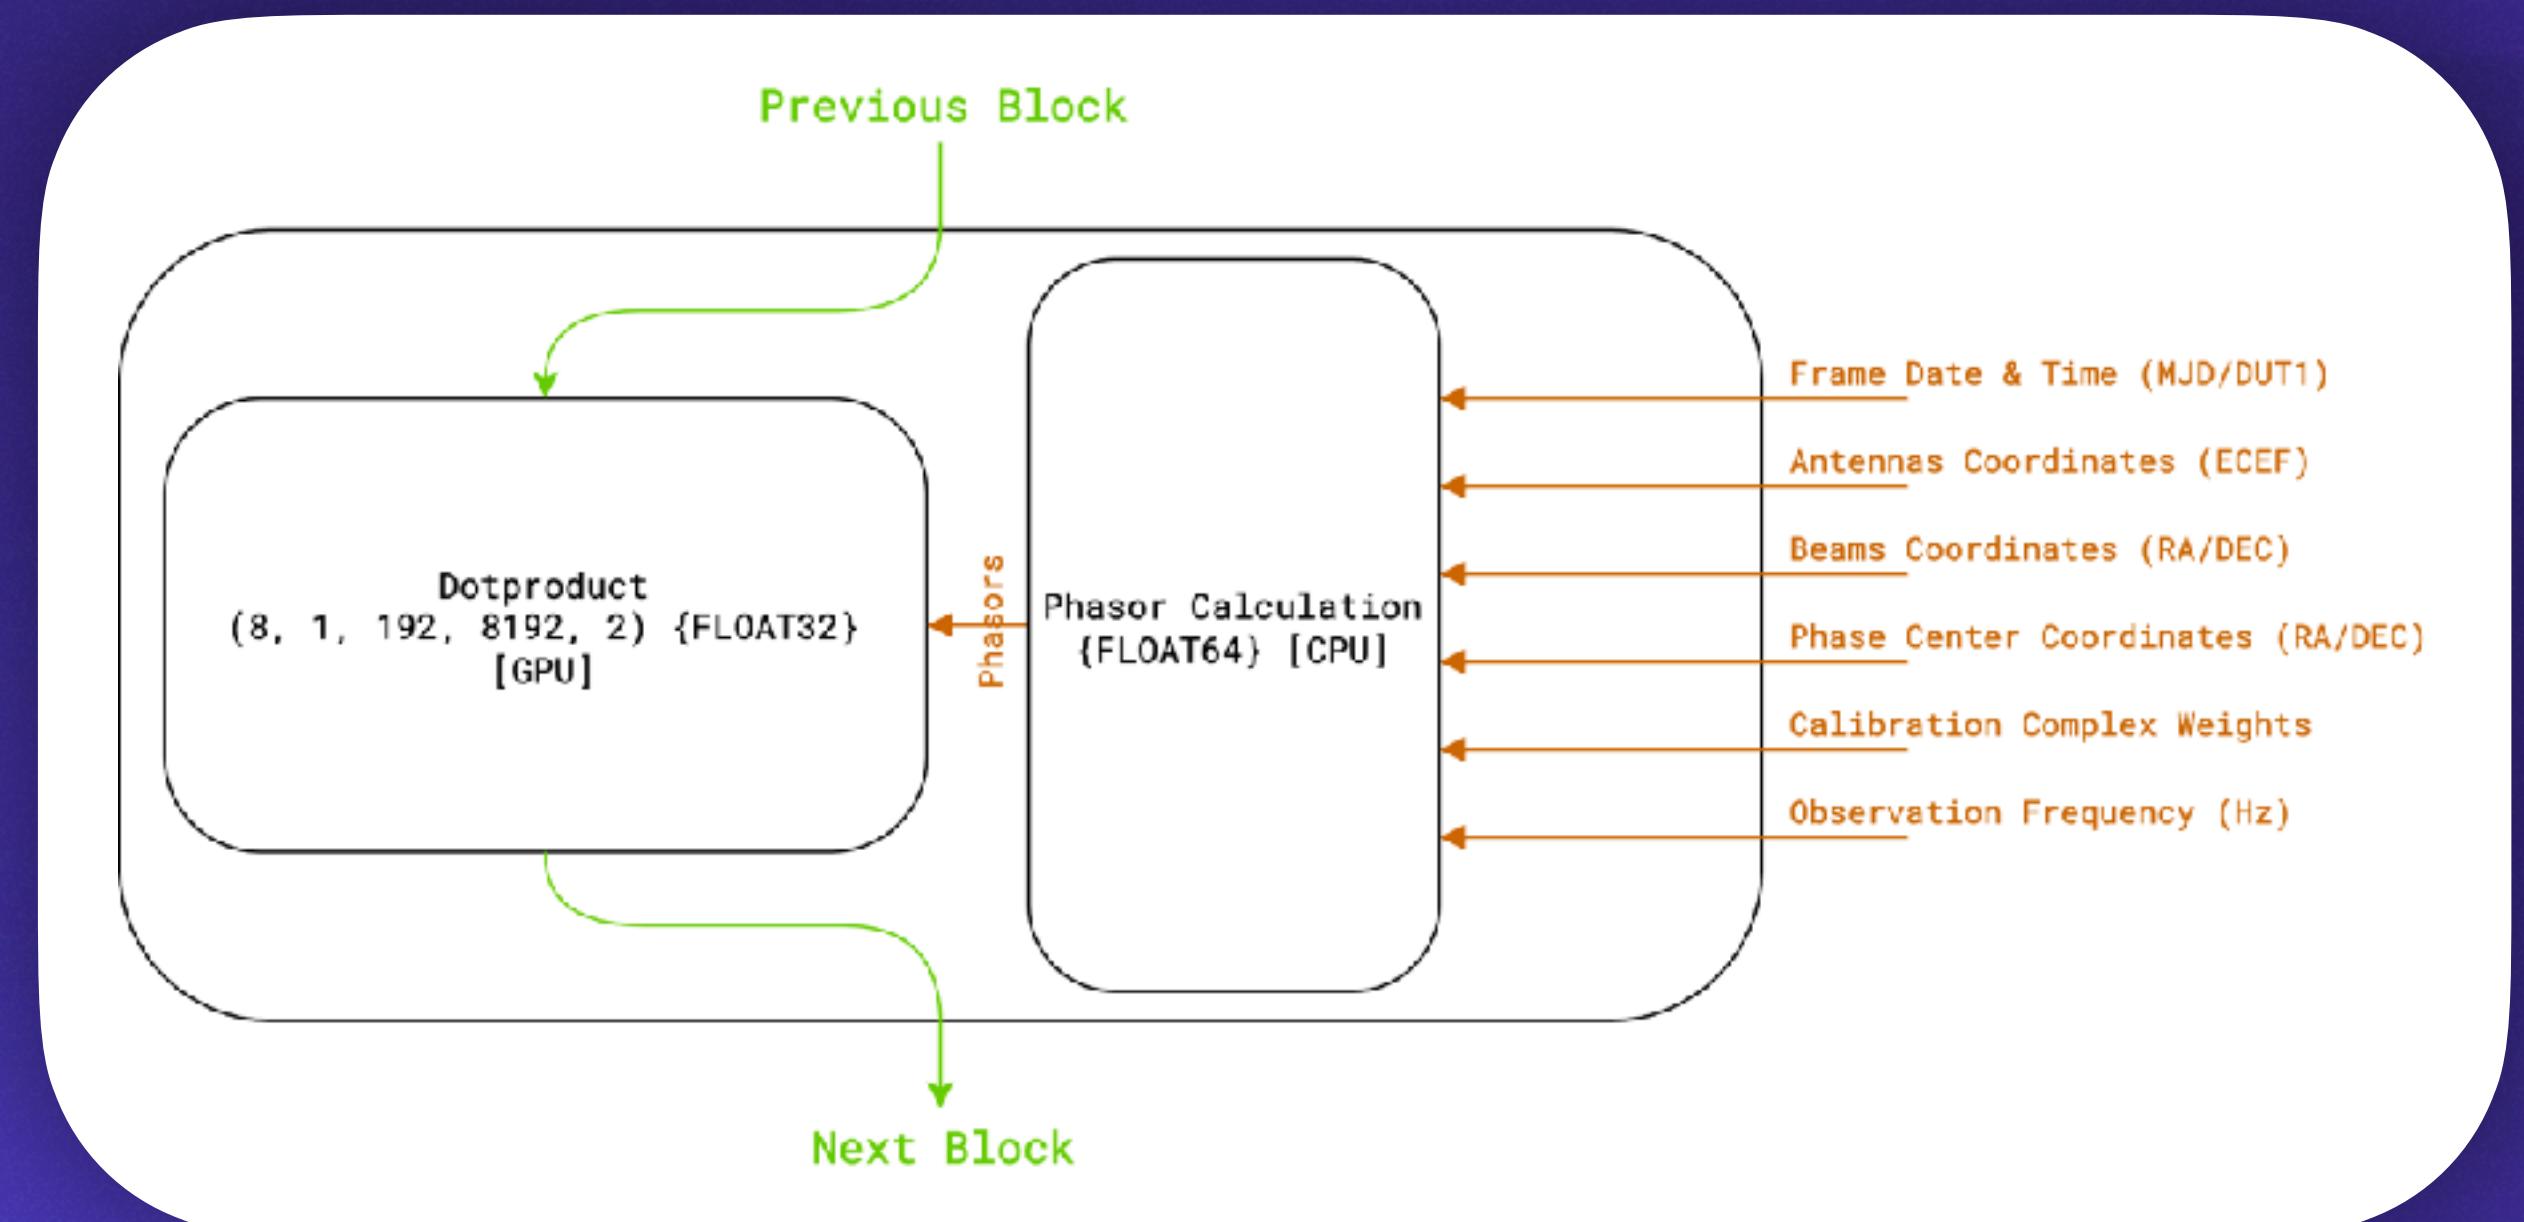 Previous Block
Frame Date & Time (MJD/DUT1)
Antennas Coordinates (ECEF)
Beams Coordinates (RA/DEC)
Dotproduct
(8, 1, 192, 8192, 2) {FLOAT32}
[GPU]
Phasors
Phasor Calculation
{FLOAT64} [CPU]
Phase Center Coordinates (RA/DEC)
Calibration Complex Weights
Observation Frequency (Hz)
Next Block